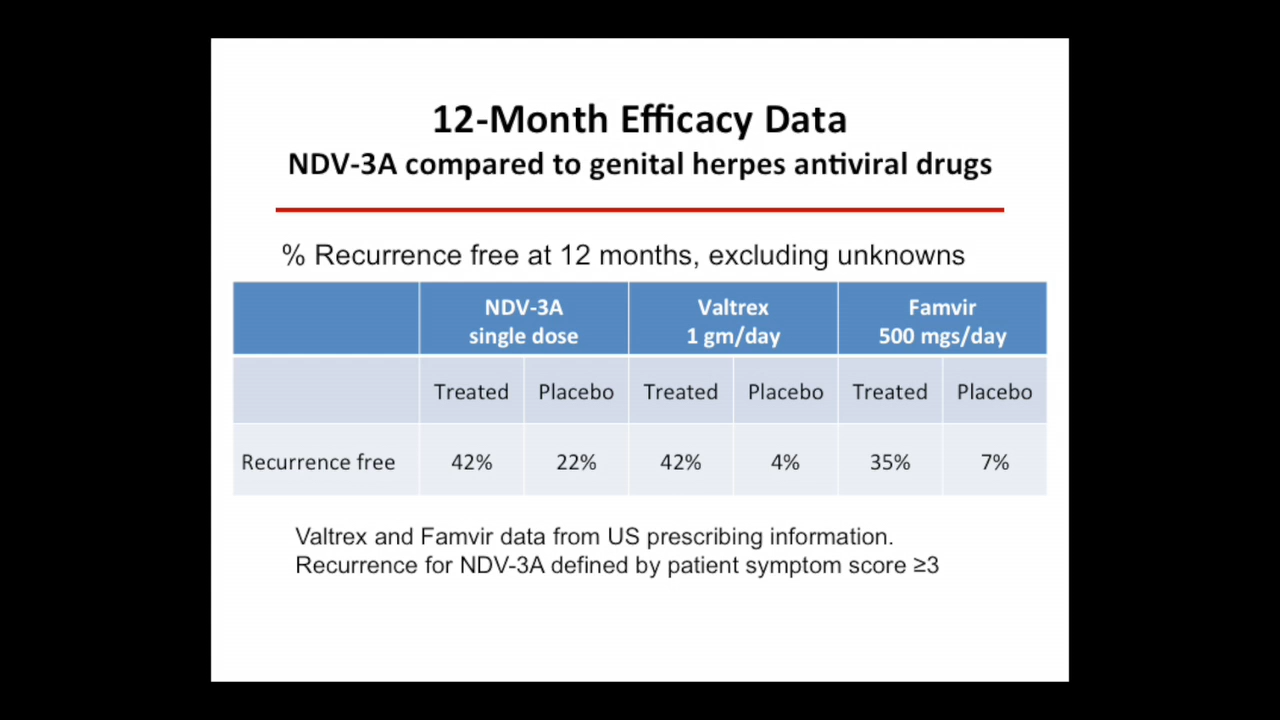 12-Month Efficacy Data
NDV-3A compared to genital herpes antiviral drugs
% Recurrence free at 12 months, excluding unknowns
NDV-3A single dose Valtrex 1 gm/day Famvir 500 mgs/day
Treated Placebo Treated Placebo Treated Placebo
Recurrence free 42% 22% 42% 4% 35% 7%
Valtrex and Famvir data from US prescribing information.
Recurrence for NDV-3A defined by patient symptom score ≥3